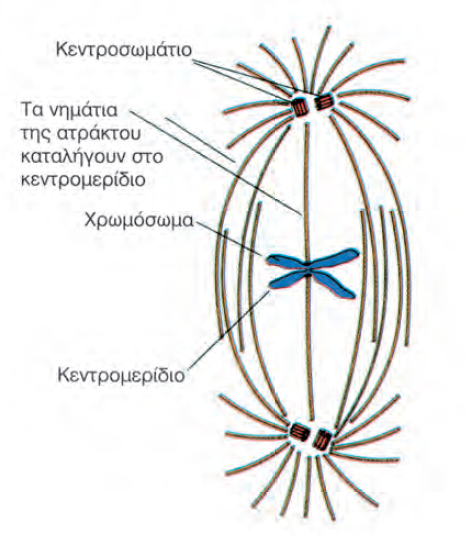 Κεντροσωμάτιο
Τα νημάτια
της ατράκτου
καταλήγουν στο
κεντρομερίδιο
Χρωμόσωμα
Κεντρομερίδιο